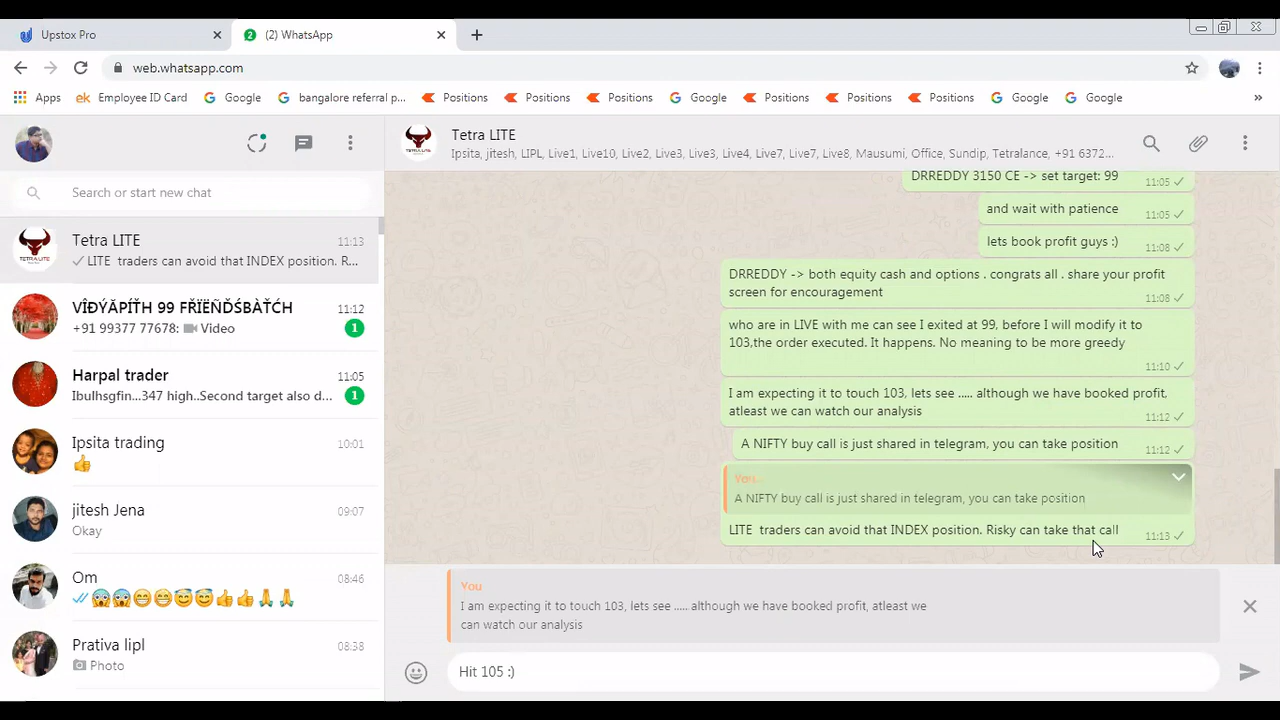 Upstox Pro
2
(2) WhatsApp
web.whatsapp.com
Apps
ek Employee ID Card
Google
bangalore referral p...
Positions
Positions
Positions
Google
Positions
Positions
Positions
Google
Google
»
Search or start new chat
Tetra LITE
11:13
LITE traders can avoid that INDEX position. R...
VÎĐÝÄPÍŤH 99 FŘÏËÑĎŚBÀŤĆH
11:12
+91 99377 77678: Video
1
Harpal trader
11:05
Ibulhsgfin...347 high..Second target also d...
1
Ipsita trading
10:01
👍
jitesh Jena
09:07
Okay
Om
08:46
😱😱😁😁😇😇👍👍🙏🙏
Prativa lipl
08:38
Photo
Tetra LITE
Ipsita, jitesh, LIPL, Live1, Live10, Live2, Live3, Live3, Live4, Live7, Live7, Live8, Mausumi, Office, Sundip, Tetralance, +91 6372...
DRREDDY 3150 CE -> set target: 99
11:05
and wait with patience
11:05
lets book profit guys :)
11:08
DRREDDY -> both equity cash and options . congrats all . share your profit
screen for encouragement
11:08
who are in LIVE with me can see I exited at 99, before I will modify it to
103,the order executed. It happens. No meaning to be more greedy
11:10
I am expecting it to touch 103, lets see ..... although we have booked profit,
atleast we can watch our analysis
11:12
A NIFTY buy call is just shared in telegram, you can take position
11:12
You
A NIFTY buy call is just shared in telegram, you can take position
LITE traders can avoid that INDEX position. Risky can take that call
11:13
You
I am expecting it to touch 103, lets see ..... although we have booked profit, atleast we
can watch our analysis
Hit 105 :)